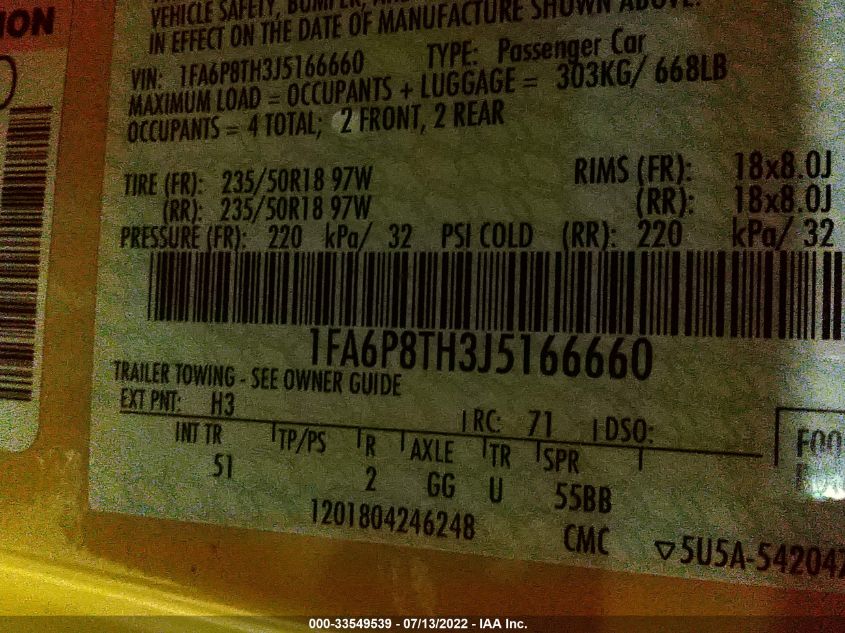 ION
VEHICLE SAFETY, BUMPER,
IN EFFECT ON THE DATE OF MANUFACTURE SHOWN ABOVE.
VIN: 1FA6P8TH3J5166660 TYPE: Passenger Car
MAXIMUM LOAD = OCCUPANTS + LUGGAGE = 303KG/ 668LB
OCCUPANTS = 4 TOTAL; 2 FRONT, 2 REAR
TIRE (FR): 235/50R18 97W RIMS (FR): 18x8.0J
(RR): 235/50R18 97W (RR): 18x8.0J
PRESSURE (FR): 220 kPa/ 32 PSI COLD (RR): 220 kPa/ 32
1FA6P8TH3J5166660
TRAILER TOWING - SEE OWNER GUIDE
EXT PNT: H3 RC: 71 DSO:
INT TR TP/PS R AXLE TR SPR
51 2 GG U 55BB
1201804246248 CMC ▽5U5A-542047
000-33549539 - 07/13/2022 - IAA Inc.